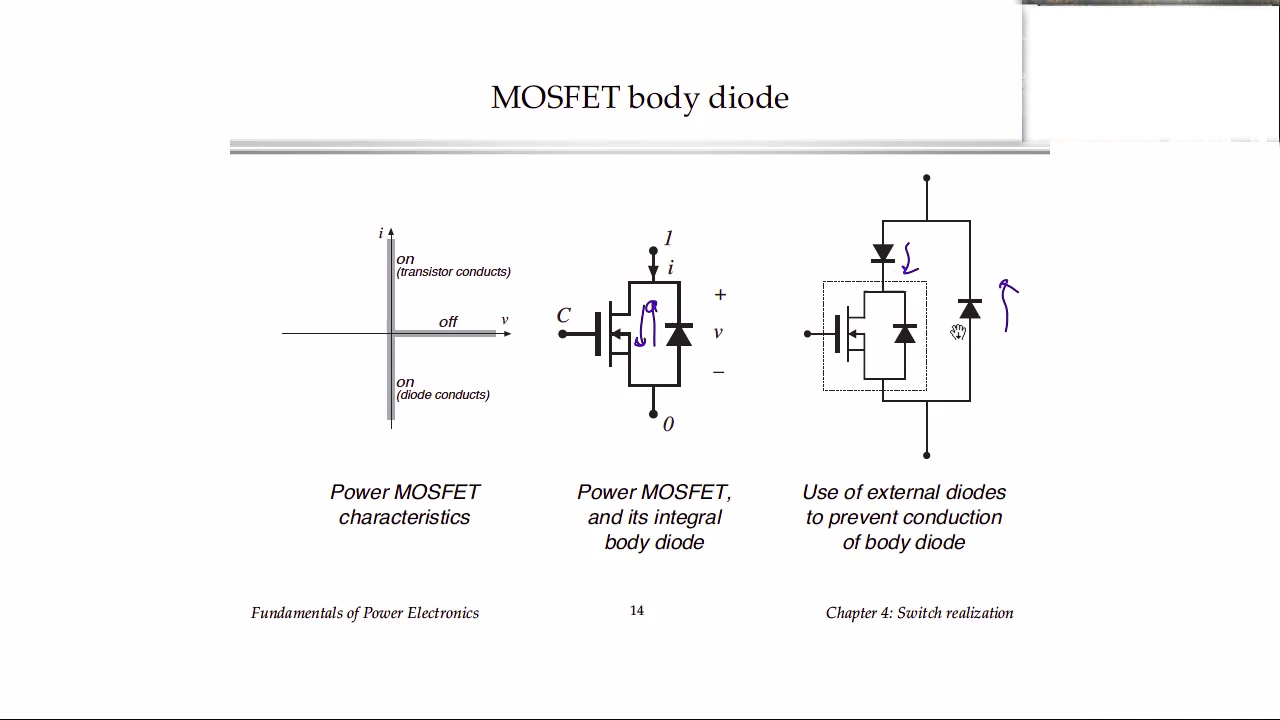 MOSFET body diode
i
on
(transistor conducts)
off
v
on
(diode conducts)
1
i
C
+
v
–
0
Power MOSFET
characteristics
Power MOSFET,
and its integral
body diode
Use of external diodes
to prevent conduction
of body diode
Fundamentals of Power Electronics
14
Chapter 4: Switch realization